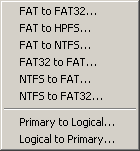 FAT to FAT32...
FAT to HPFS...
FAT to NTFS...
FAT32 to FAT...
NTFS to FAT...
NTFS to FAT32...
Primary to Logical...
Logical to Primary...